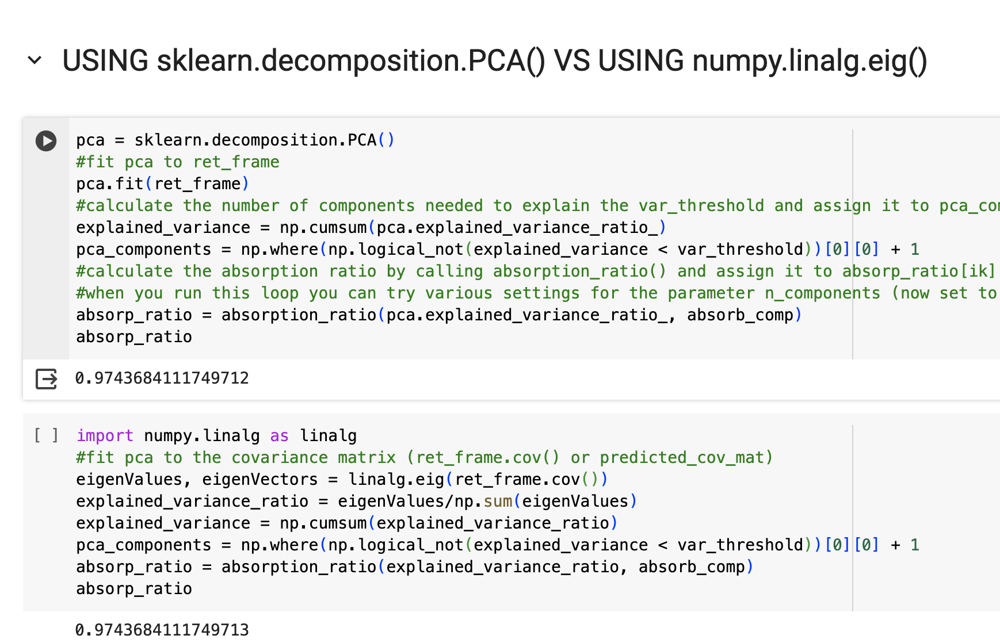 USING sklearn.decomposition.PCA() VS USING numpy.linalg.eig()
pca = sklearn.decomposition.PCA()
#fit pca to ret_frame
pca.fit(ret_frame)
#calculate the number of components needed to explain the var_threshold and assign it to
explained_variance = np.cumsum(pca.explained_variance_ratio_)
pca_components = np.where(np.logical_not(explained_variance < var_threshold))[0][0] + 1
#calculate the absorption ratio by calling absorption_ratio() and assign it to absorp_ratio[ik]
#when you run this loop you can try various settings for the parameter n_components (now set to
absorp_ratio = absorption_ratio(pca.explained_variance_ratio_, absorb_comp)
absorp_ratio
0.9743684111749712
[ ]
import numpy.linalg as linalg
#fit pca to the covariance matrix (ret_frame.cov() or predicted_cov_mat)
eigenValues, eigenVectors = linalg.eig(ret_frame.cov())
explained_variance_ratio = eigenValues/np.sum(eigenValues)
explained_variance = np.cumsum(explained_variance_ratio)
pca_components = np.where(np.logical_not(explained_variance < var_threshold))[0][0] + 1
absorp_ratio = absorption_ratio(explained_variance_ratio, absorb_comp)
absorp_ratio
0.9743684111749713